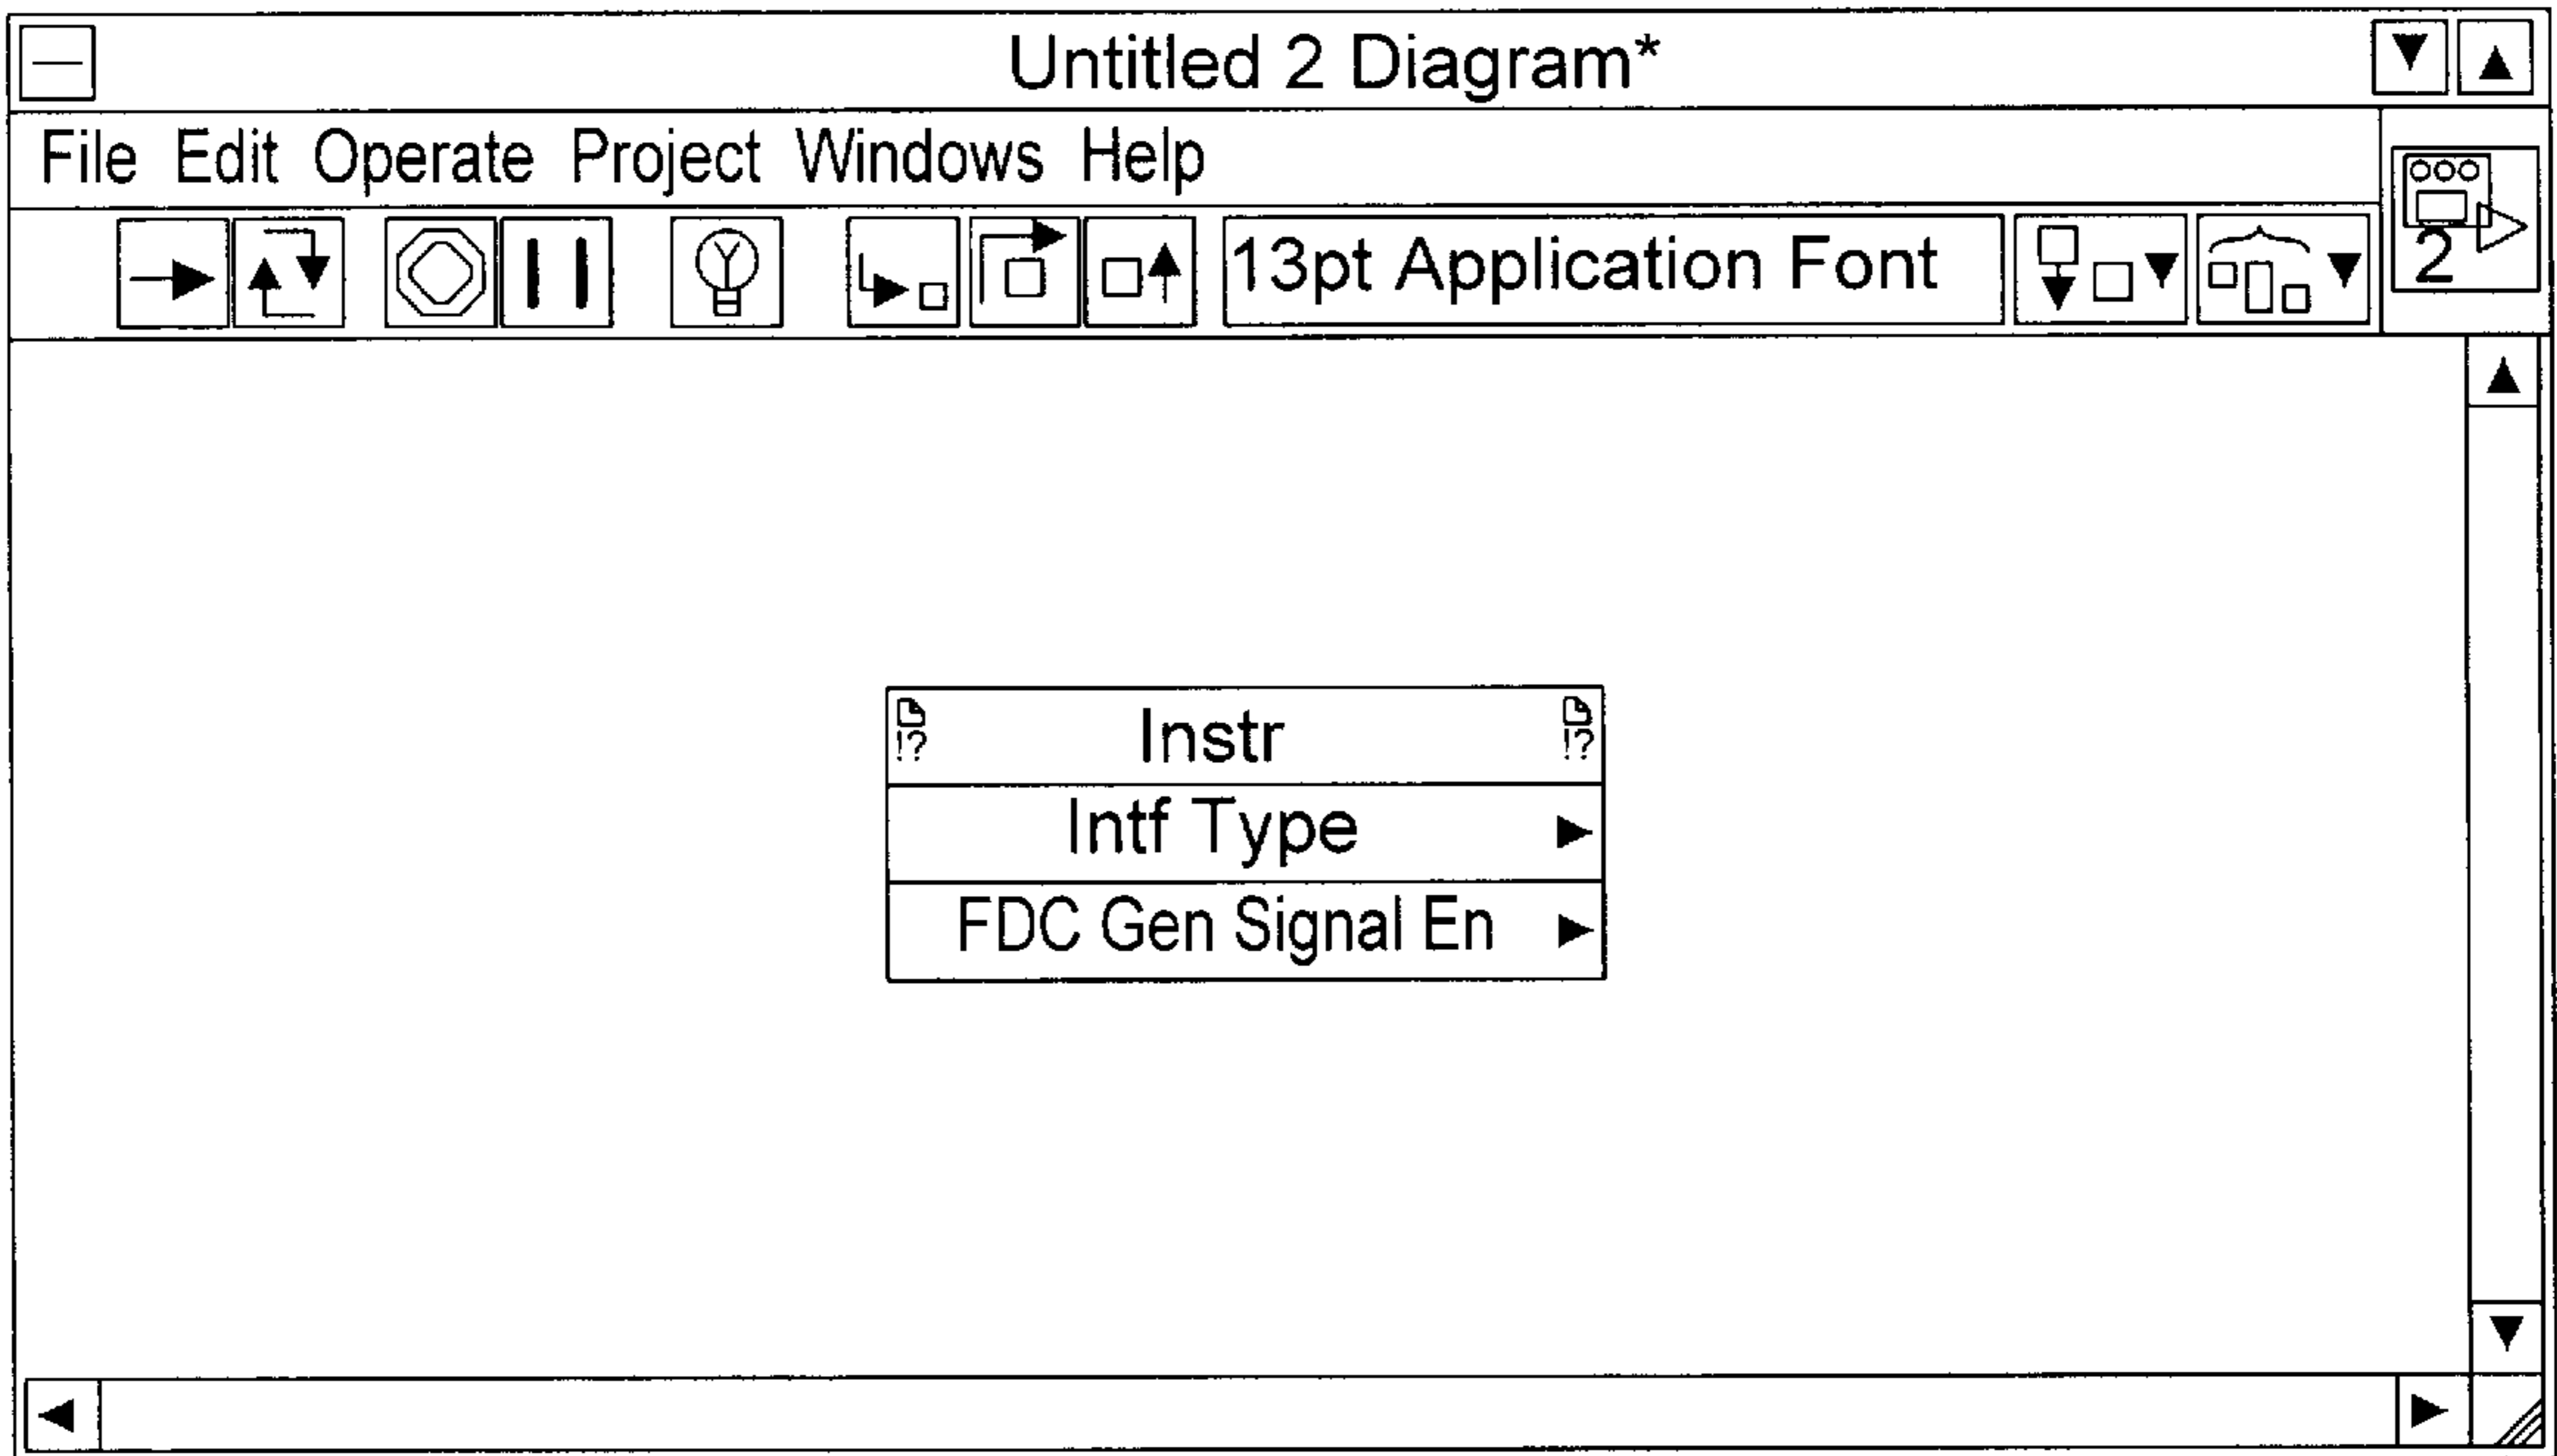 Untitled 2 Diagram*
File Edit Operate Project Windows Help
13pt Application Font
2
!? Instr !?
Intf Type
FDC Gen Signal En